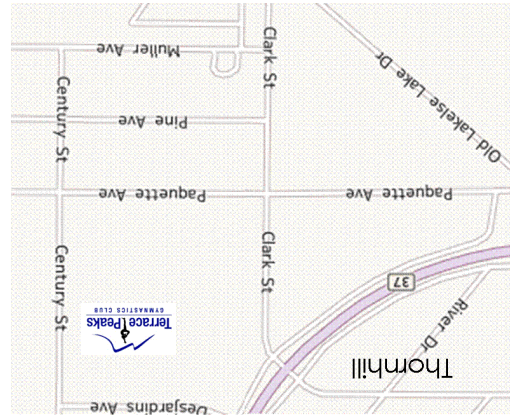 Muller Ave
Clark St
Old Lakelse Lake Dr
Century St
Pine Ave
Paquette Ave
Paquette Ave
Century St
Clark St
37
River Dr
Terrace Peaks
GYMNASTICS CLUB
Thornhill
Desjardins Ave